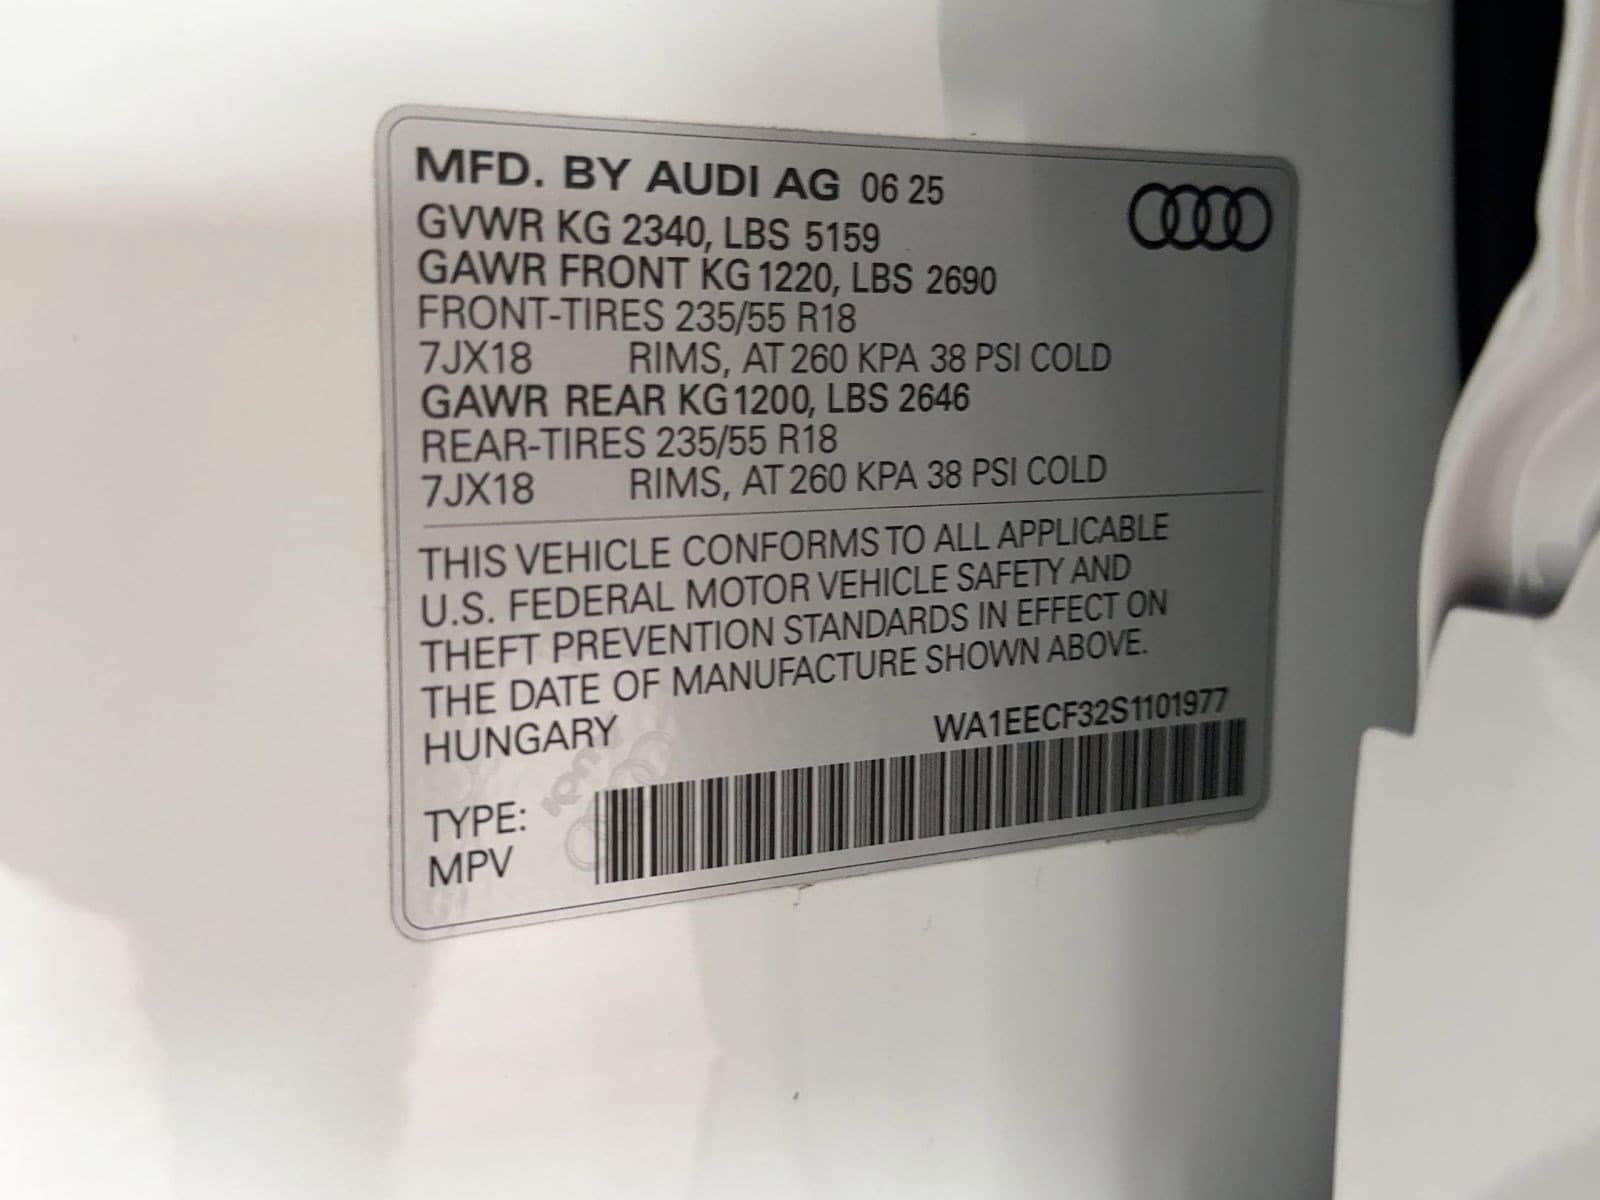 MFD. BY AUDI AG 06 25
GVWR KG 2340, LBS 5159
GAWR FRONT KG 1220, LBS 2690
FRONT-TIRES 235/55 R18
7JX18 RIMS, AT 260 KPA 38 PSI COLD
GAWR REAR KG 1200, LBS 2646
REAR-TIRES 235/55 R18
7JX18 RIMS, AT 260 KPA 38 PSI COLD
THIS VEHICLE CONFORMS TO ALL APPLICABLE
U.S. FEDERAL MOTOR VEHICLE SAFETY AND
THEFT PREVENTION STANDARDS IN EFFECT ON
THE DATE OF MANUFACTURE SHOWN ABOVE.
HUNGARY WA1EECF32S1101977
TYPE:
MPV